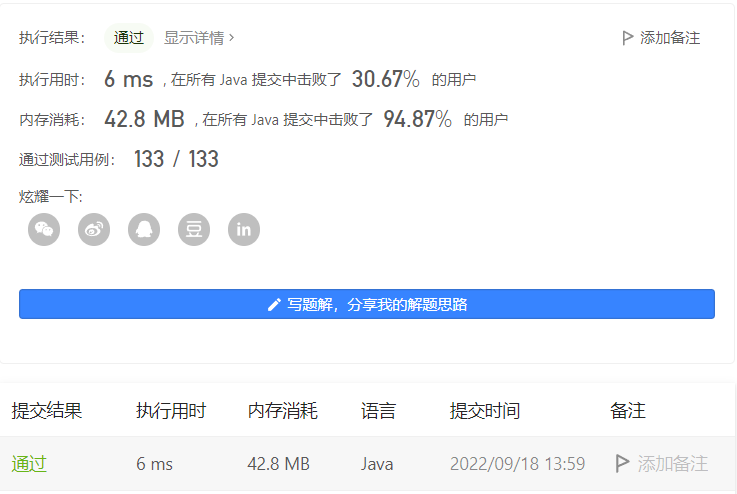 执行结果： 通过 显示详情 › 添加备注
执行用时： 6 ms ，在所有 Java 提交中击败了 30.67% 的用户
内存消耗： 42.8 MB ，在所有 Java 提交中击败了 94.87% 的用户
通过测试用例： 133 / 133
炫耀一下:
豆 in
写题解，分享我的解题思路
提交结果 执行用时 内存消耗 语言 提交时间 备注
通过 6 ms 42.8 MB Java 2022/09/18 13:59 添加备注